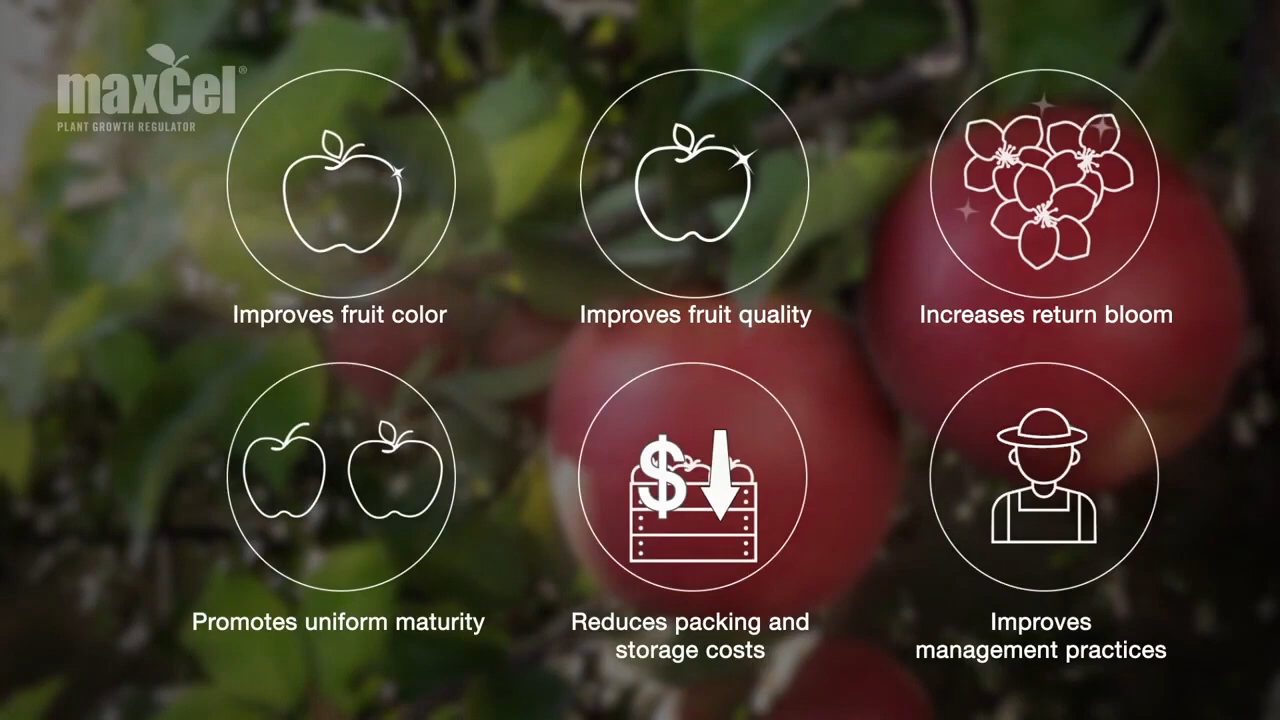 maxCel®
PLANT GROWTH REGULATOR
Improves fruit color
Improves fruit quality
Increases return bloom
Promotes uniform maturity
$
Reduces packing and
storage costs
Improves
management practices